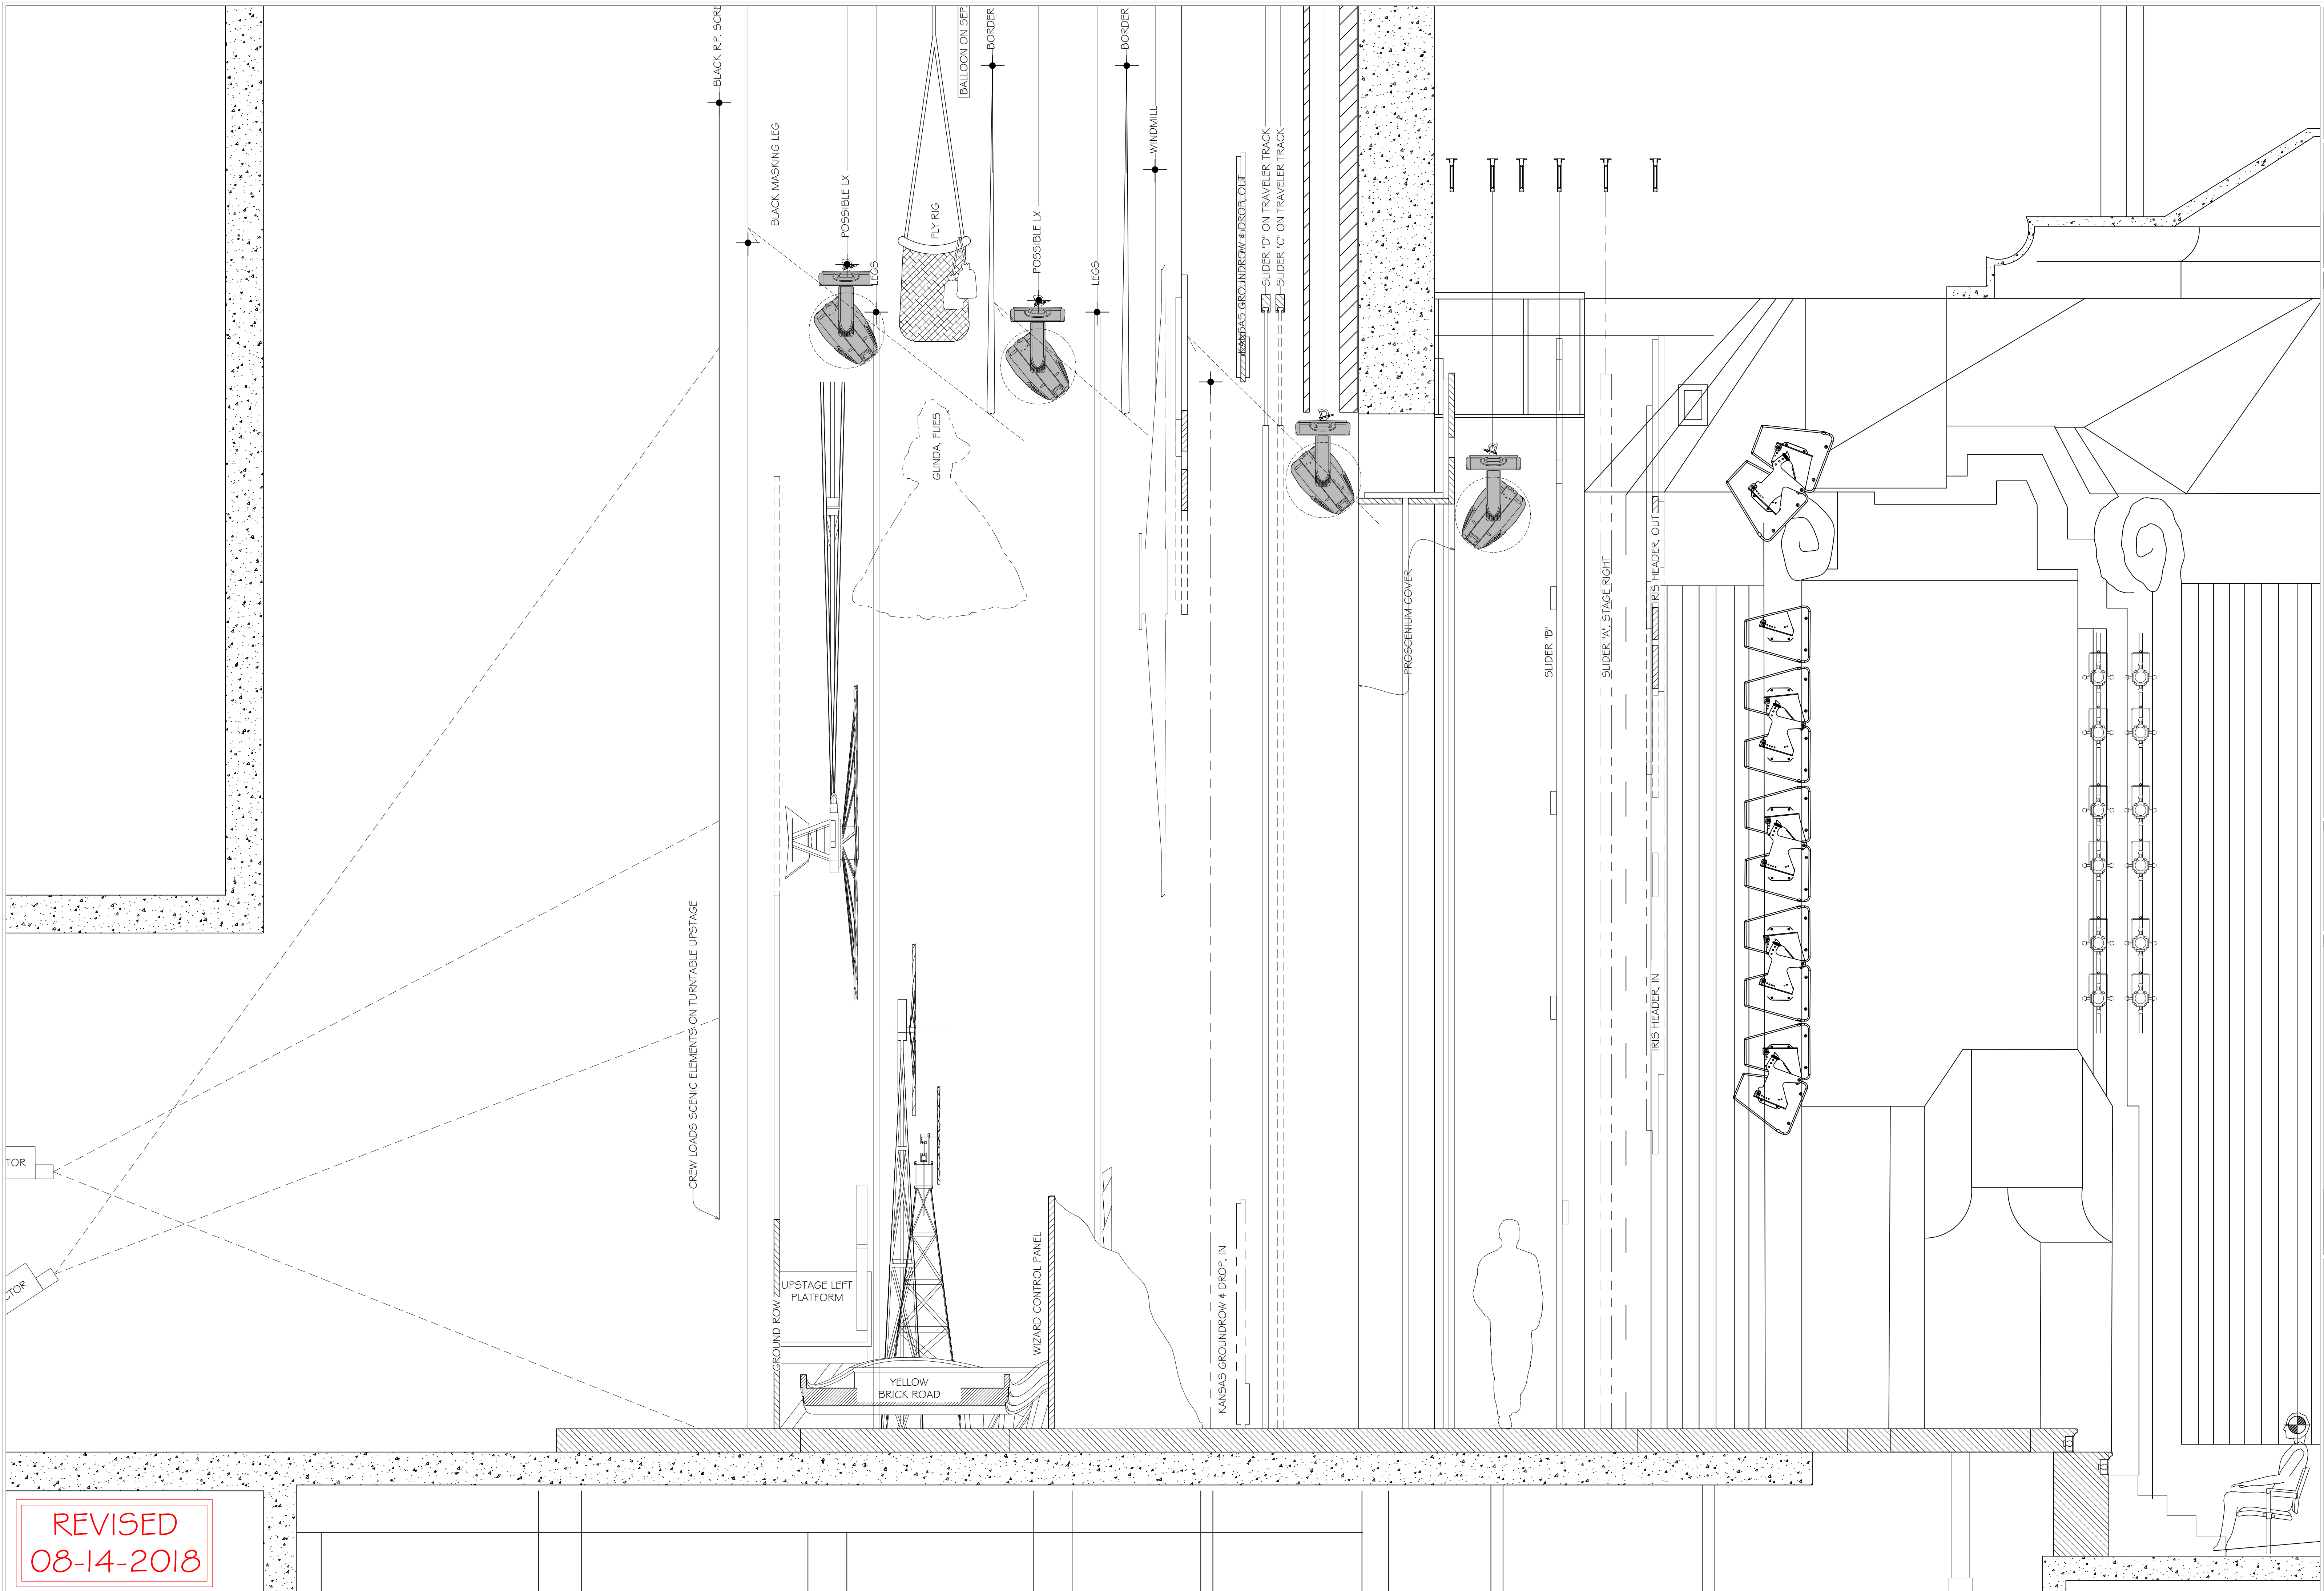 BLACK R.P. SCRE
BLACK MASKING LEG
POSSIBLE LX
LEGS
FLY RIG
BALLOON ON SEP
BORDER
POSSIBLE LX
LEGS
BORDER
WINDMILL
KANSAS GROUNDROW & DROP, OUT
SLIDER "D" ON TRAVELER TRACK
SLIDER "C" ON TRAVELER TRACK
GLINDA, FLIES
PROSCENIUM COVER
SLIDER "B"
SLIDER "A", STAGE RIGHT
IRIS HEADER, OUT
IRIS HEADER, IN
CREW LOADS SCENIC ELEMENTS ON TURNTABLE UPSTAGE
TOR
CTOR
GROUND ROW
UPSTAGE LEFT
PLATFORM
YELLOW
BRICK ROAD
WIZARD CONTROL PANEL
KANSAS GROUNDROW & DROP, IN
REVISED
08-14-2018